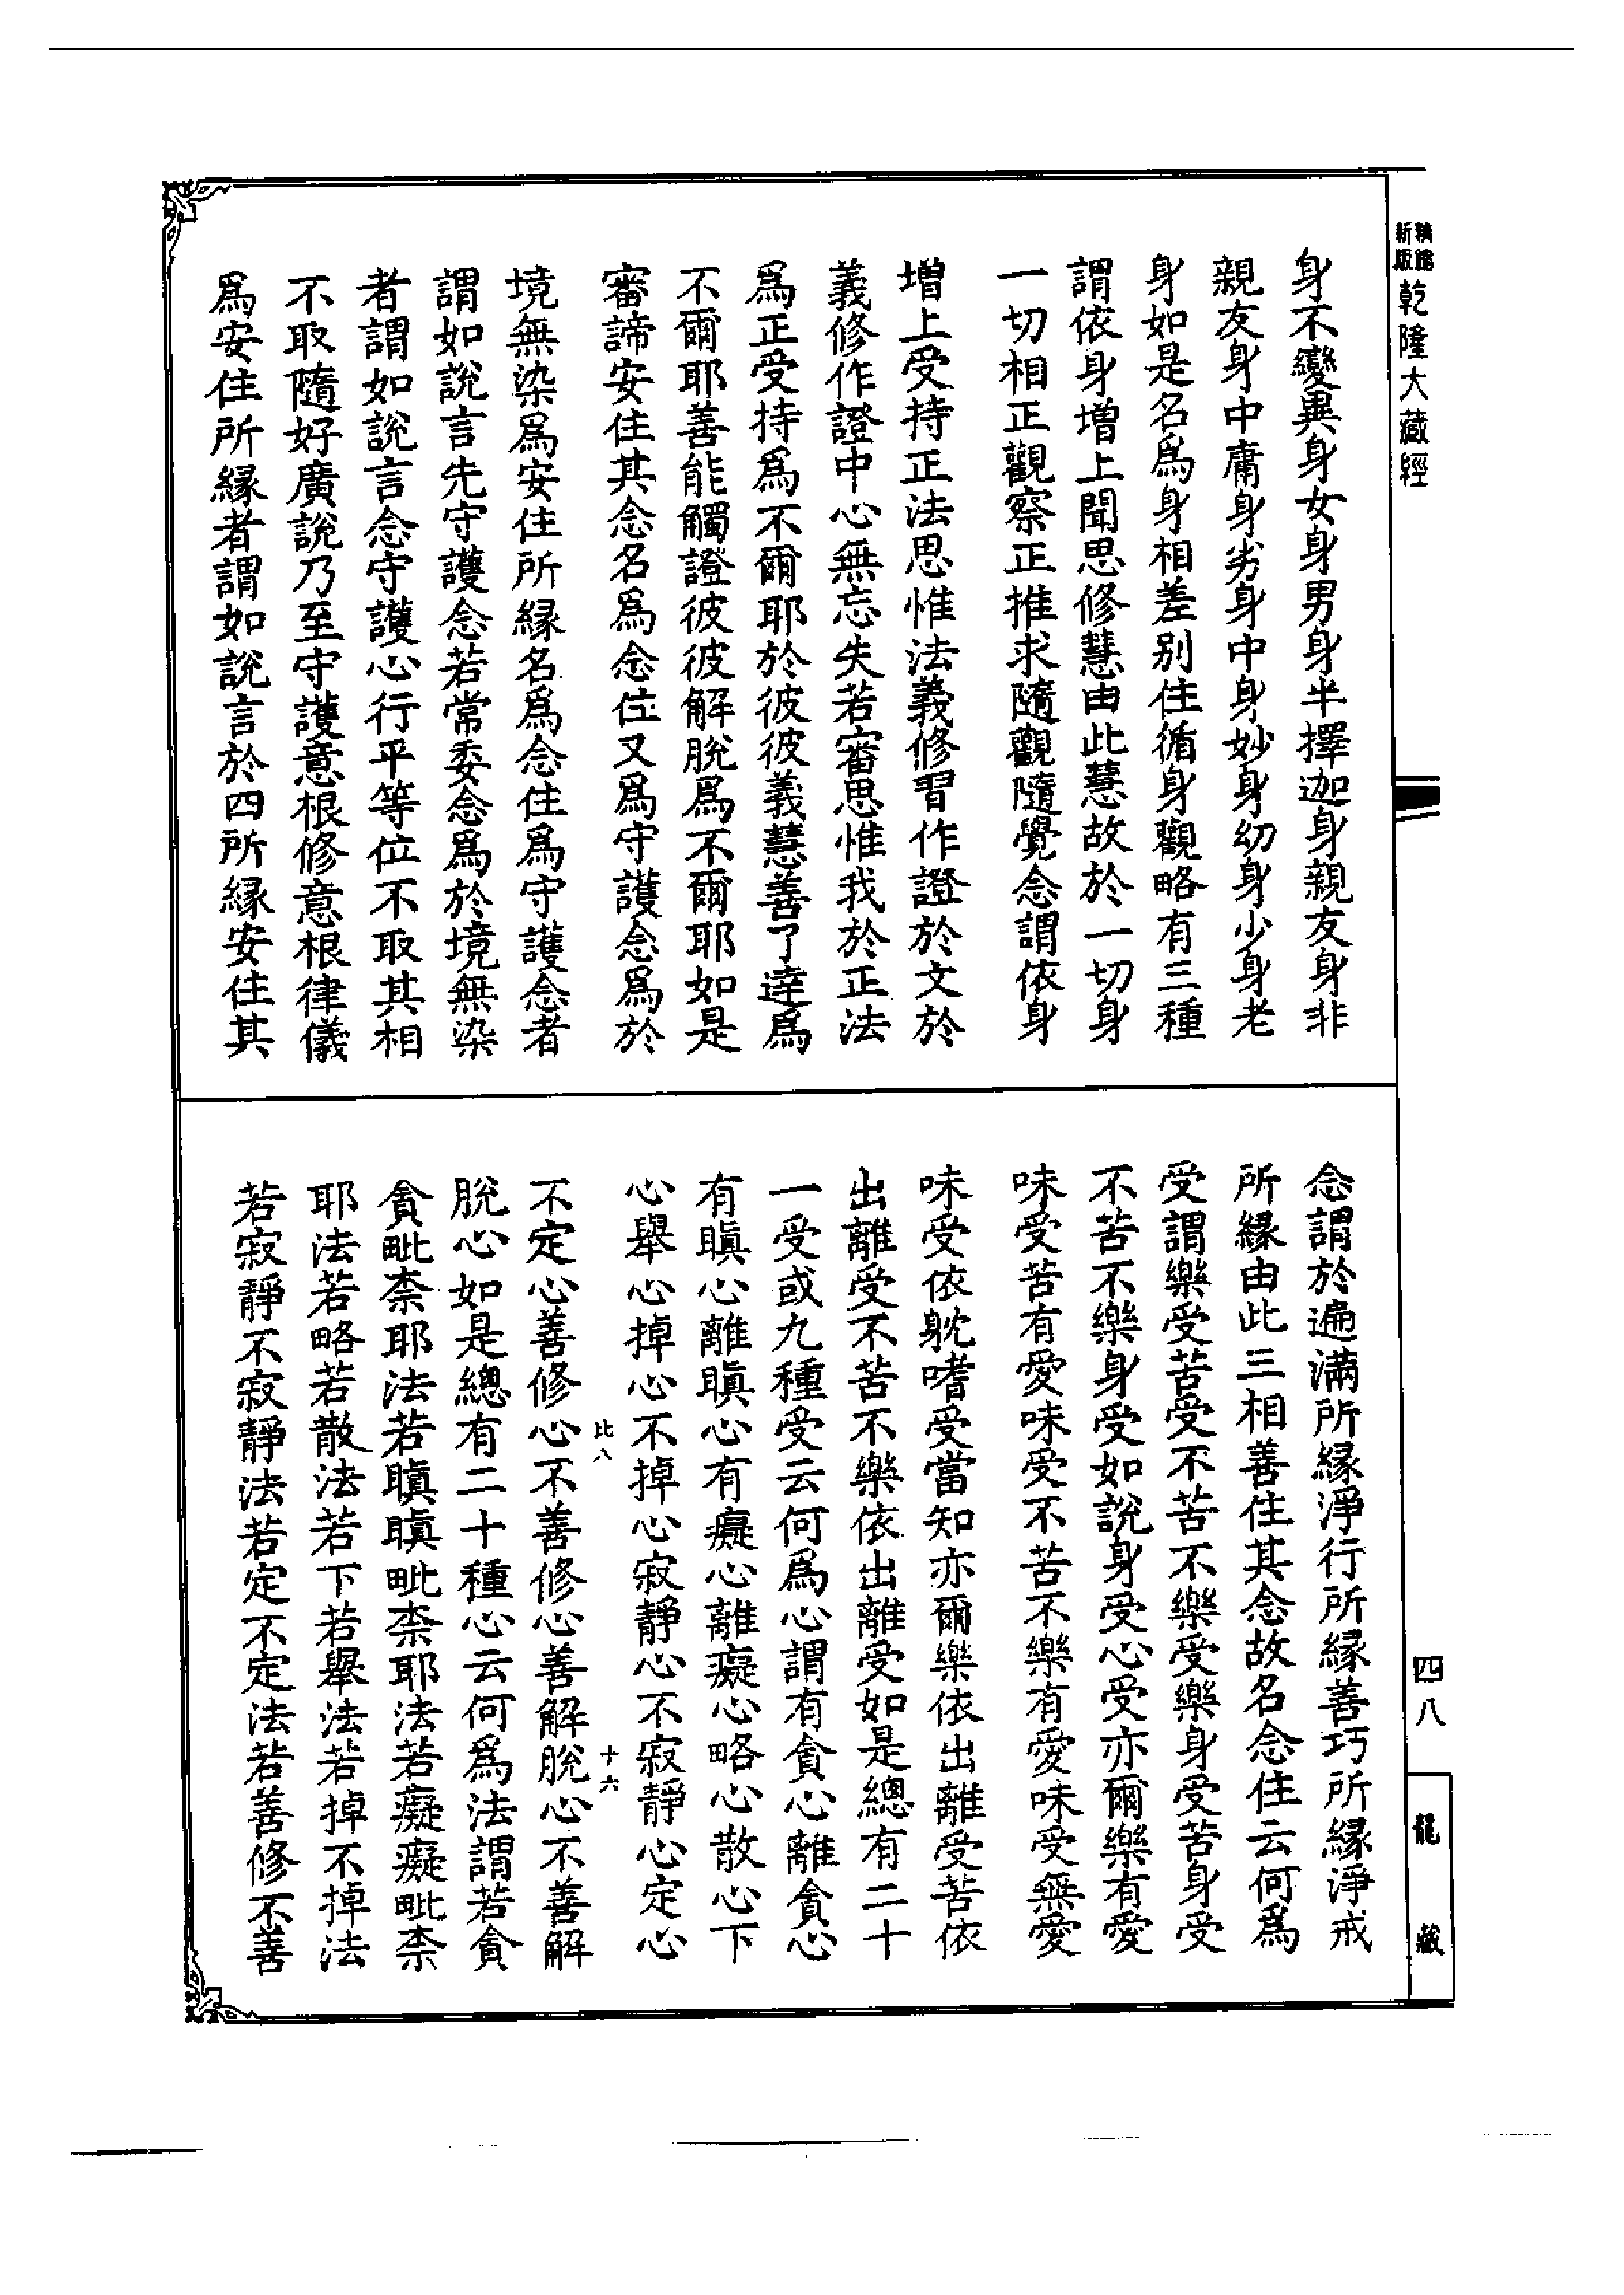 新版精縮乾隆大藏經
身不變異身女身男身半擇迦身親友身非
親友身中庸身劣身中身妙身幼身少身老
身如是名爲身相差別住循身觀略有三種
謂依身增上聞思修慧由此慧故於一切身
一切相正觀察正推求隨觀隨覺念謂依身
增上受持正法思惟法義修習作證於文於
義修作證中心無忘失若審思惟我於正法
爲正受持爲不爾耶於彼彼義慧善了達爲
不爾耶善能觸證彼彼解脫爲不爾耶如是
審諦安住其念名爲念位又爲守護念爲於
境無染爲安住所緣名爲念住爲守護念者
謂如說言先守護念若常委念爲於境無染
者謂如說言念守護心行平等位不取其相
不取隨好廣說乃至守護意根修意根律儀
爲安住所緣者謂如說言於四所緣安住其
四八
龍藏
念謂於遍滿所緣淨行所緣善巧所緣淨戒
所緣由此三相善住其念故名念住云何爲
受謂樂受苦受不苦不樂受樂身受苦身受
不苦不樂身受如說身受心受亦爾樂有愛
味受苦有愛味受不苦不樂有愛味受無愛
味受依躭嗜受當知亦爾樂依出離受苦依
出離受不苦不樂依出離受如是總有二十
一受或九種受云何爲心謂有貪心離貪心
有瞋心離瞋心有癡心離癡心略心散心下
心舉心掉心不掉心寂靜心不寂靜心定心
比八
十六
不定心善修心不善修心善解脫心不善解
脫心如是總有二十種心云何爲法謂若貪
貪毗柰耶法若瞋瞋毗柰耶法若癡癡毗柰
耶法若略若散法若下若舉法若掉不掉法
若寂靜不寂靜法若定不定法若善修不善